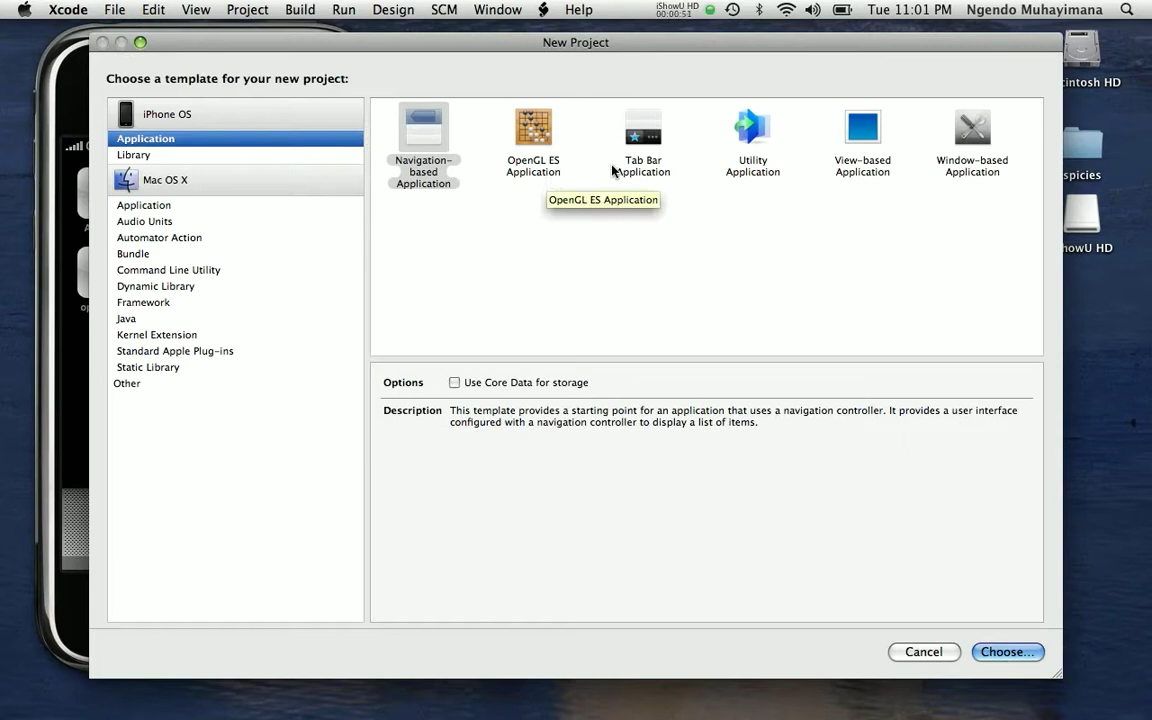 Xcode File Edit View Project Build Run Design SCM Window Help iShowU HD 00:00:51 Tue 11:01 PM Ngendo Muhayimana
New Project
Choose a template for your new project:
iPhone OS
Application
Library
Mac OS X
Application
Audio Units
Automator Action
Bundle
Command Line Utility
Dynamic Library
Framework
Java
Kernel Extension
Standard Apple Plug-ins
Static Library
Other
Navigation-
based
Application
OpenGL ES
Application
Tab Bar
Application
Utility
Application
View-based
Application
Window-based
Application
OpenGL ES Application
Options Use Core Data for storage
Description This template provides a starting point for an application that uses a navigation controller. It provides a user interface
configured with a navigation controller to display a list of items.
Cancel Choose...
cintosh HD
spicies
howU HD